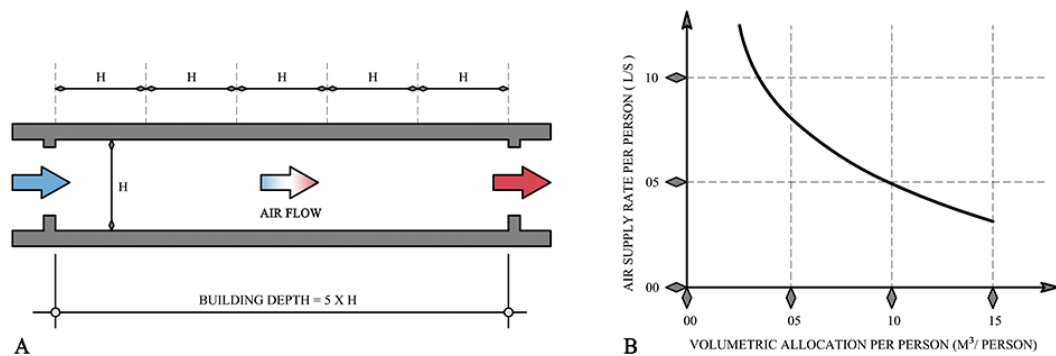 H H H H H
H
AIR FLOW
BUILDING DEPTH = 5 X H
A
AIR SUPPLY RATE PER PERSON ( L/S )
10
05
00
00 05 10 15
VOLUMETRIC ALLOCATION PER PERSON (M³/ PERSON)
B